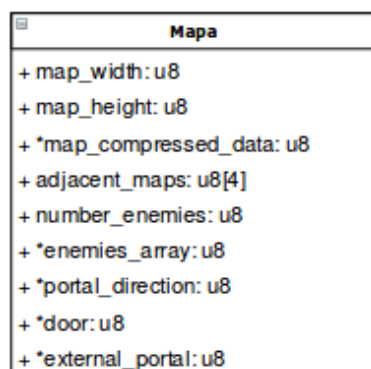 Mapa
+ map_width: u8
+ map_height: u8
+ *map_compressed_data: u8
+ adjacent_maps: u8[4]
+ number_enemies: u8
+ *enemies_array: u8
+ *portal_direction: u8
+ *door: u8
+ *external_portal: u8